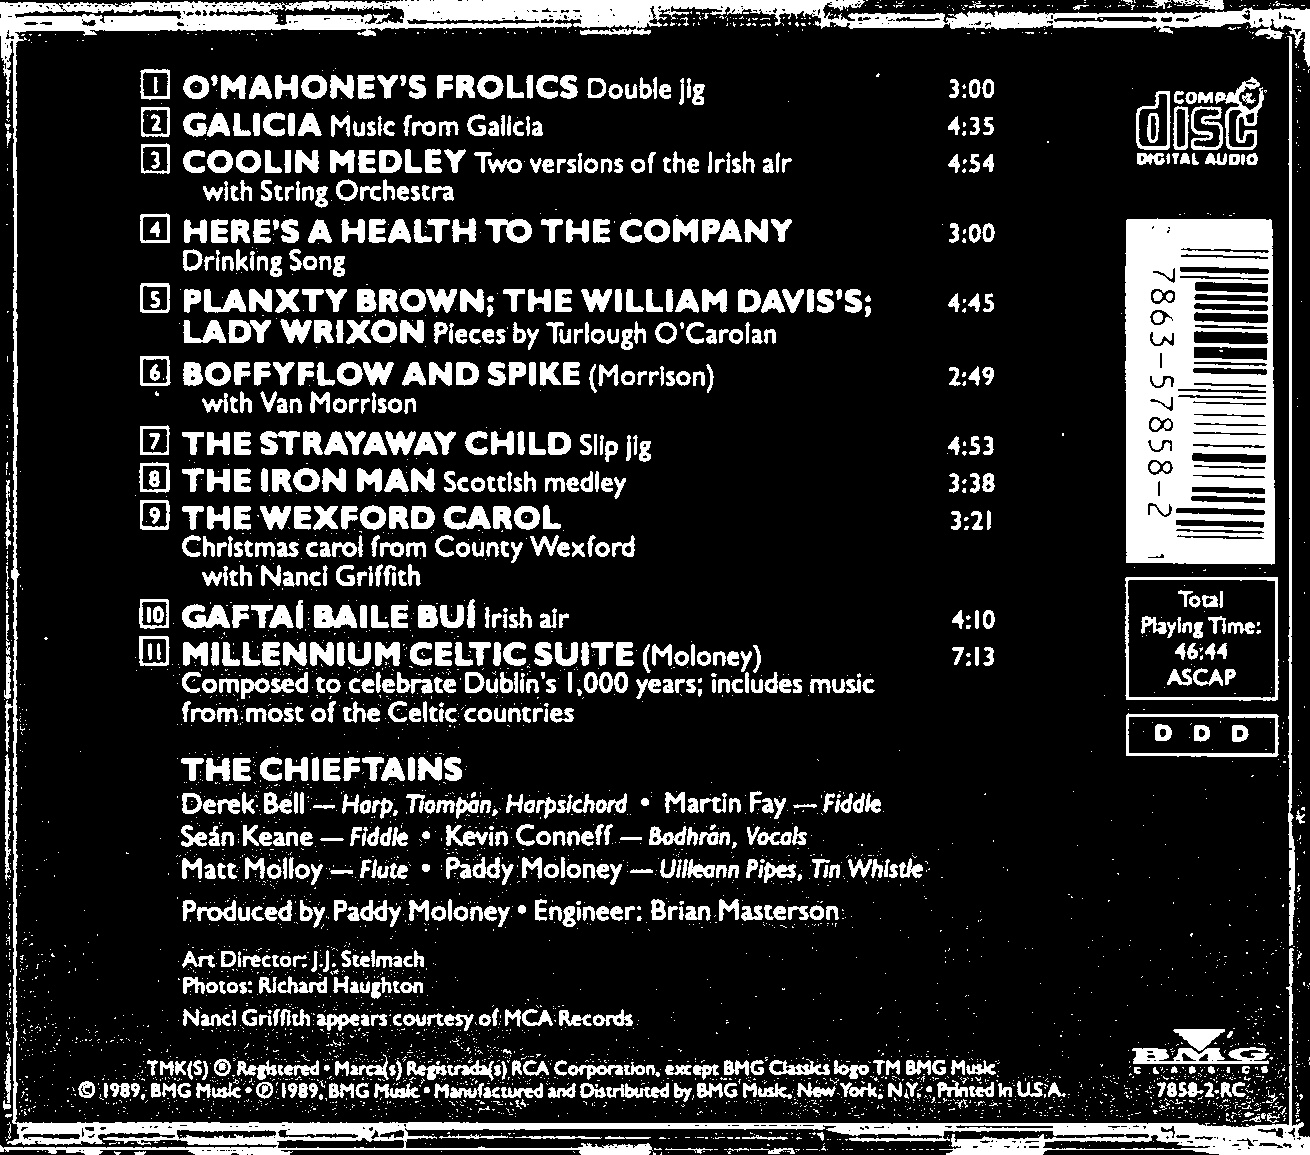 1 O'MAHONEY'S FROLICS Double jig 3:00
2 GALICIA Music from Galicia 4:35
3 COOLIN MEDLEY Two versions of the Irish air 4:54
with String Orchestra
4 HERE'S A HEALTH TO THE COMPANY 3:00
Drinking Song
5 PLANXTY BROWN; THE WILLIAM DAVIS'S; 4:45
LADY WRIXON Pieces by Turlough O'Carolan
6 BOFFYFLOW AND SPIKE (Morrison) 2:49
with Van Morrison
7 THE STRAYAWAY CHILD Slip jig 4:53
8 THE IRON MAN Scottish medley 3:38
9 THE WEXFORD CAROL 3:21
Christmas carol from County Wexford
with Nanci Griffith
10 GAFTAÍ BAILE BUÍ Irish air 4:10
11 MILLENNIUM CELTIC SUITE (Moloney) 7:13
Composed to celebrate Dublin's 1,000 years; includes music
from most of the Celtic countries
THE CHIEFTAINS
Derek Bell — Harp, Tiompán, Harpsichord • Martin Fay — Fiddle
Seán Keane — Fiddle • Kevin Conneff — Bodhrán, Vocals
Matt Molloy — Flute • Paddy Moloney — Uilleann Pipes, Tin Whistle
Produced by Paddy Moloney • Engineer: Brian Masterson
Art Director: J.J. Stelmach
Photos: Richard Haughton
Nanci Griffith appears courtesy of MCA Records
TMK(S) ® Registered • Marca(s) Registrada(s) RCA Corporation, except BMG Classics logo TM BMG Music
© 1989, BMG Music • ℗ 1989, BMG Music • Manufactured and Distributed by BMG Music, New York, N.Y. • Printed in U.S.A.
COMPACT
disc
DIGITAL AUDIO
7863-57858-2 1
Total
Playing Time:
46:44
ASCAP
D D D
BMG
CLASSICS
7858-2-RC